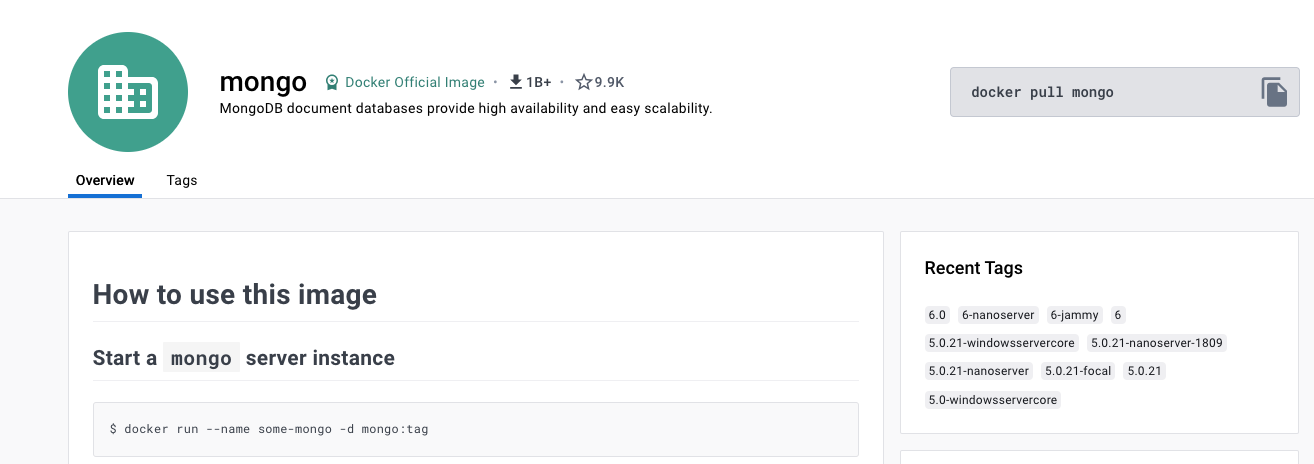 mongo Docker Official Image • 1B+ • 9.9K
MongoDB document databases provide high availability and easy scalability.
docker pull mongo
Overview Tags
How to use this image
Start a mongo server instance
$ docker run --name some-mongo -d mongo:tag
Recent Tags
6.0 6-nanoserver 6-jammy 6
5.0.21-windowsservercore 5.0.21-nanoserver-1809
5.0.21-nanoserver 5.0.21-focal 5.0.21
5.0-windowsservercore